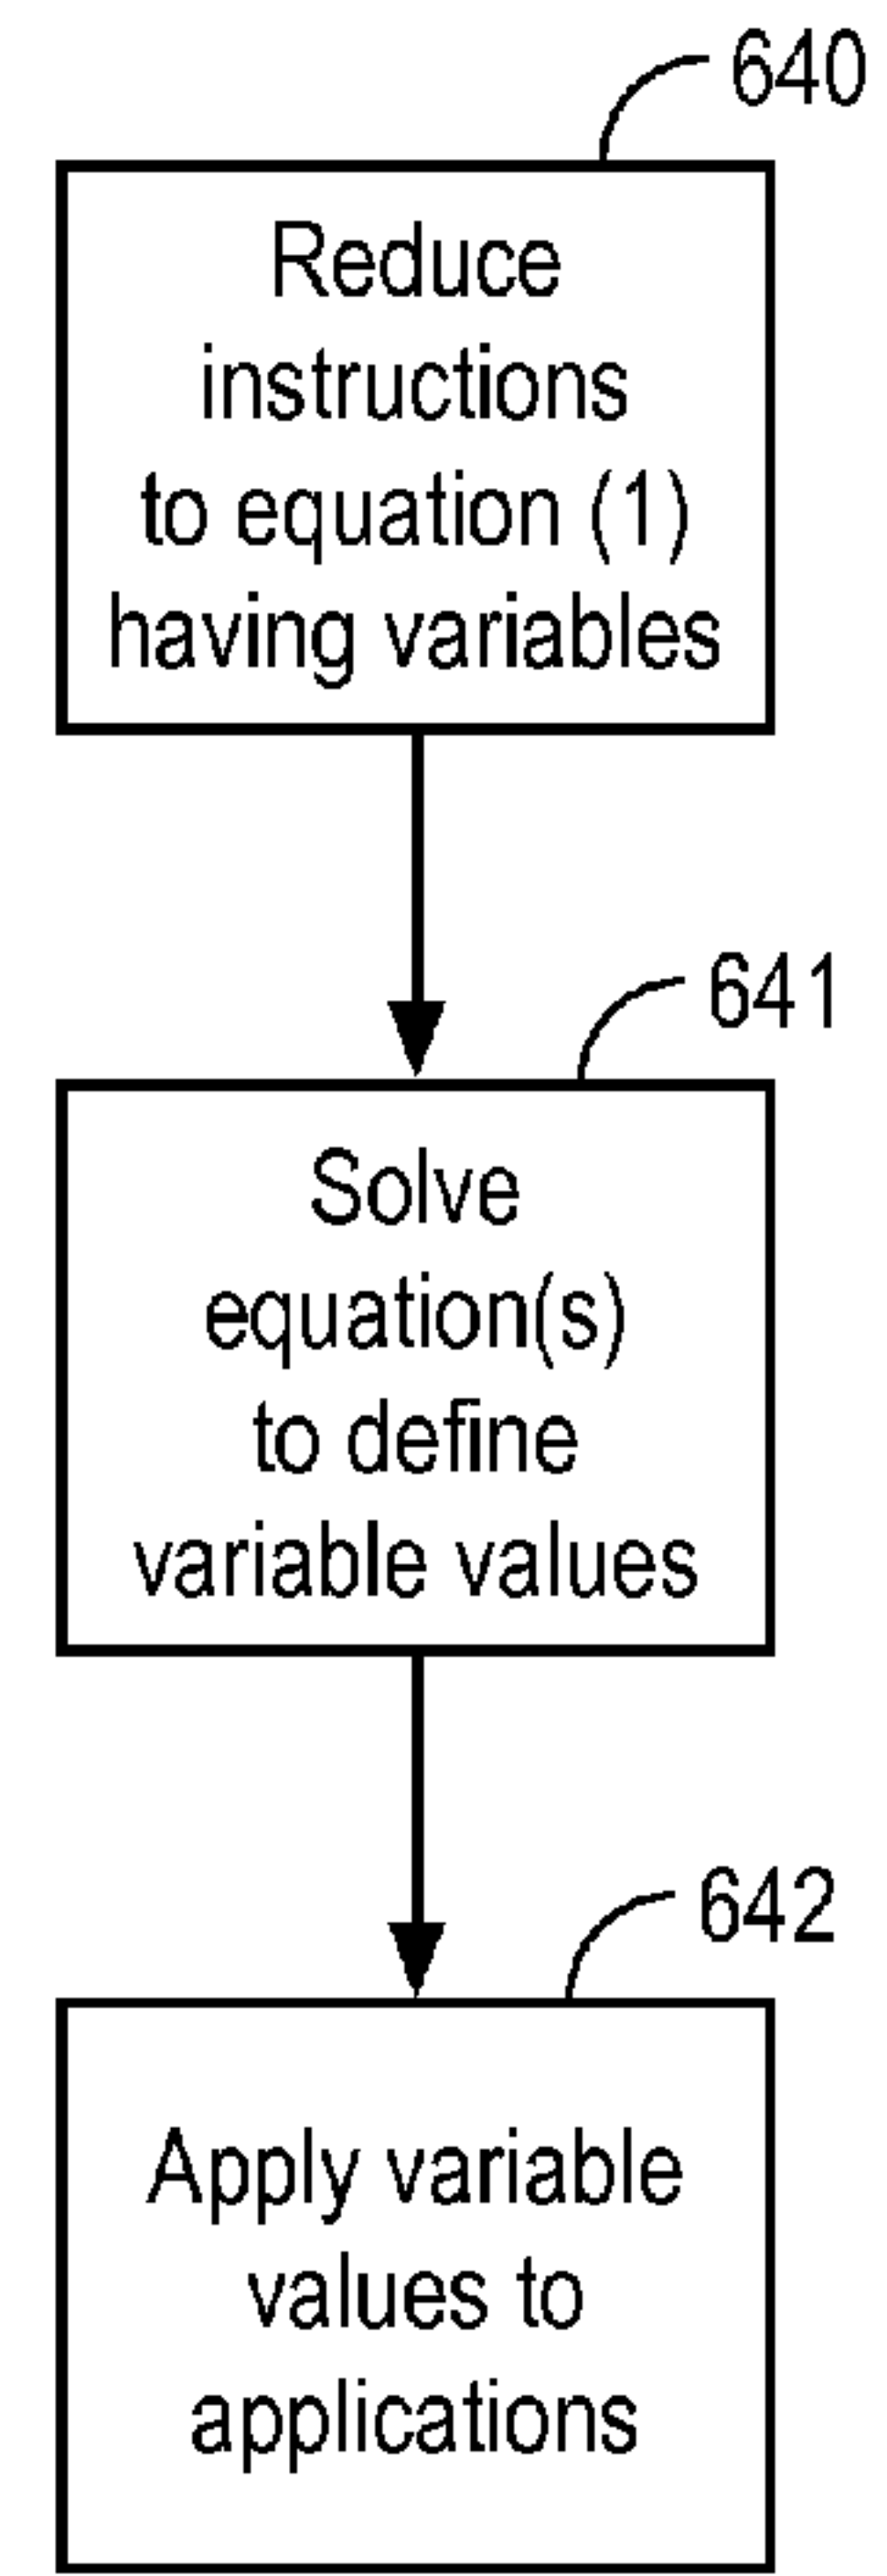 640
Reduce
instructions
to equation (1)
having variables
641
Solve
equation(s)
to define
variable values
642
Apply variable
values to
applications